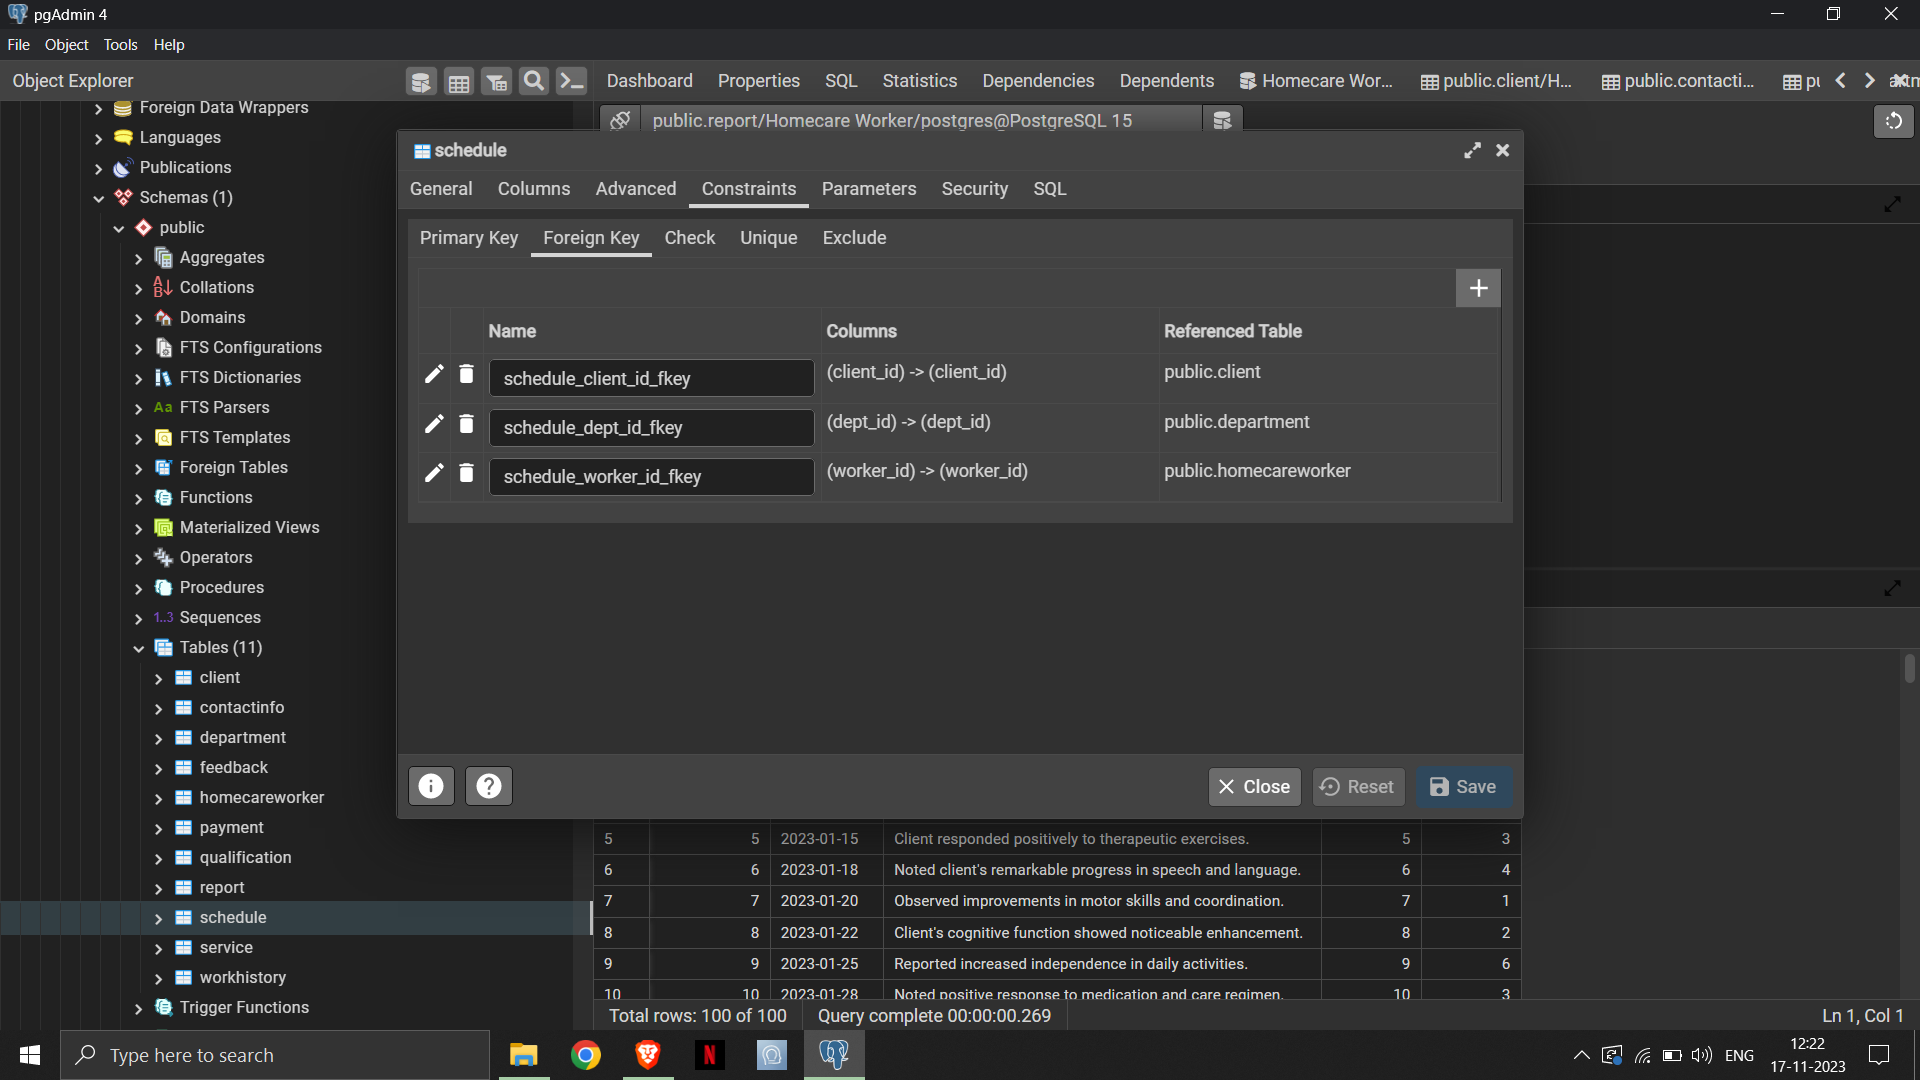 pgAdmin 4
File Object Tools Help
Object Explorer
Dashboard Properties SQL Statistics Dependencies Dependents Homecare Wor... public.client/H... public.contacti... pu
Foreign Data Wrappers
Languages
Publications
Schemas (1)
public
Aggregates
Collations
Domains
FTS Configurations
FTS Dictionaries
Aa FTS Parsers
FTS Templates
Foreign Tables
Functions
Materialized Views
Operators
Procedures
1..3 Sequences
Tables (11)
client
contactinfo
department
feedback
homecareworker
payment
qualification
report
schedule
service
workhistory
Trigger Functions
public.report/Homecare Worker/postgres@PostgreSQL 15
schedule
General Columns Advanced Constraints Parameters Security SQL
Primary Key Foreign Key Check Unique Exclude
Name Columns Referenced Table
schedule_client_id_fkey (client_id) -> (client_id) public.client
schedule_dept_id_fkey (dept_id) -> (dept_id) public.department
schedule_worker_id_fkey (worker_id) -> (worker_id) public.homecareworker
Close Reset Save
5 5 2023-01-15 Client responded positively to therapeutic exercises. 5 3
6 6 2023-01-18 Noted client's remarkable progress in speech and language. 6 4
7 7 2023-01-20 Observed improvements in motor skills and coordination. 7 1
8 8 2023-01-22 Client's cognitive function showed noticeable enhancement. 8 2
9 9 2023-01-25 Reported increased independence in daily activities. 9 6
10 10 2023-01-28 Noted positive response to medication and care regimen. 10 3
Total rows: 100 of 100 Query complete 00:00:00.269 Ln 1, Col 1
Type here to search
ENG
12:22
17-11-2023